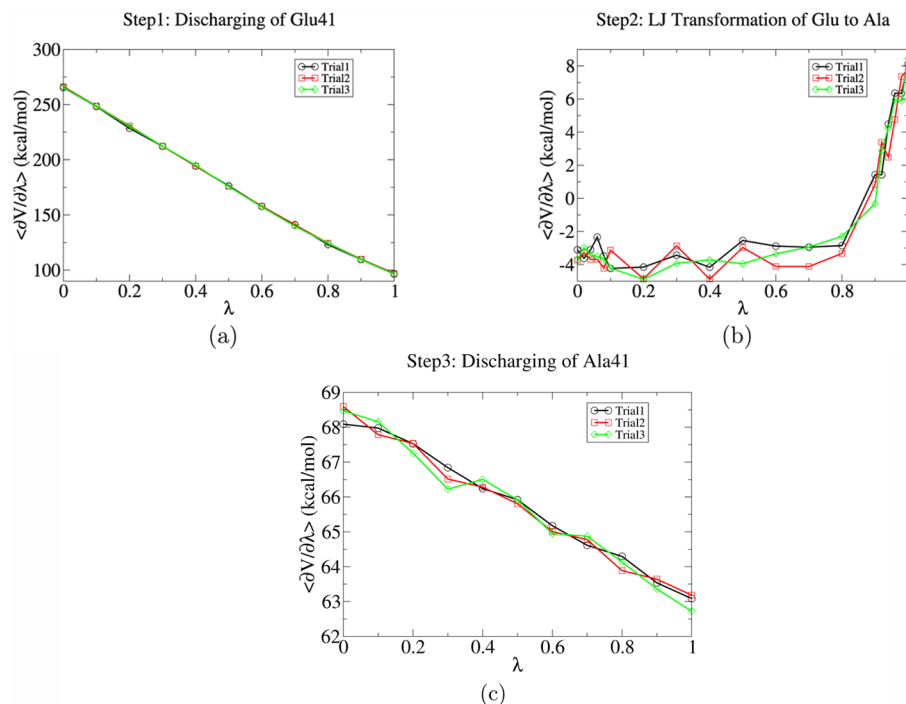 Step1: Discharging of Glu41
300
250
200
150
100
<∂V/∂λ> (kcal/mol)
Trial1
Trial2
Trial3
0 0.2 0.4 0.6 0.8 1
λ
(a)
Step2: LJ Transformation of Glu to Ala
8
6
4
2
0
-2
-4
<∂V/∂λ> (kcal/mol)
Trial1
Trial2
Trial3
0 0.2 0.4 0.6 0.8 1
λ
(b)
Step3: Discharging of Ala41
69
68
67
66
65
64
63
62
<∂V/∂λ> (kcal/mol)
Trial1
Trial2
Trial3
0 0.2 0.4 0.6 0.8 1
λ
(c)